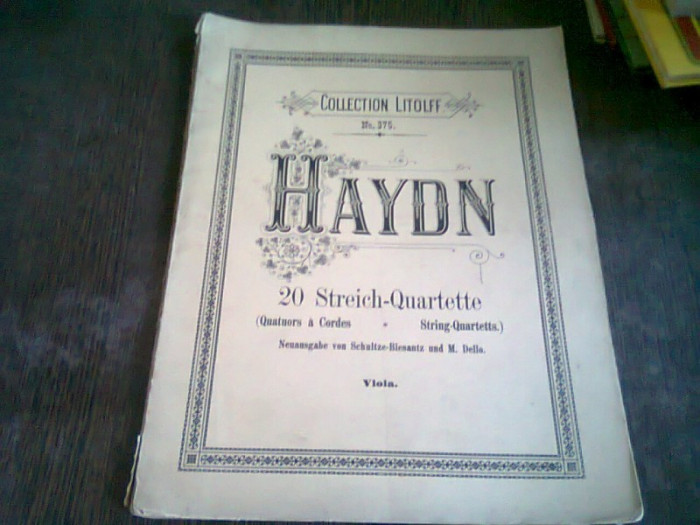 COLLECTION LITOLFF
No. 375.
HAYDN
20 Streich-Quartette
(Quatuors à Cordes = String-Quartetts.)
Neuausgabe von Schultze-Biesantz und M. Della.
Viola.